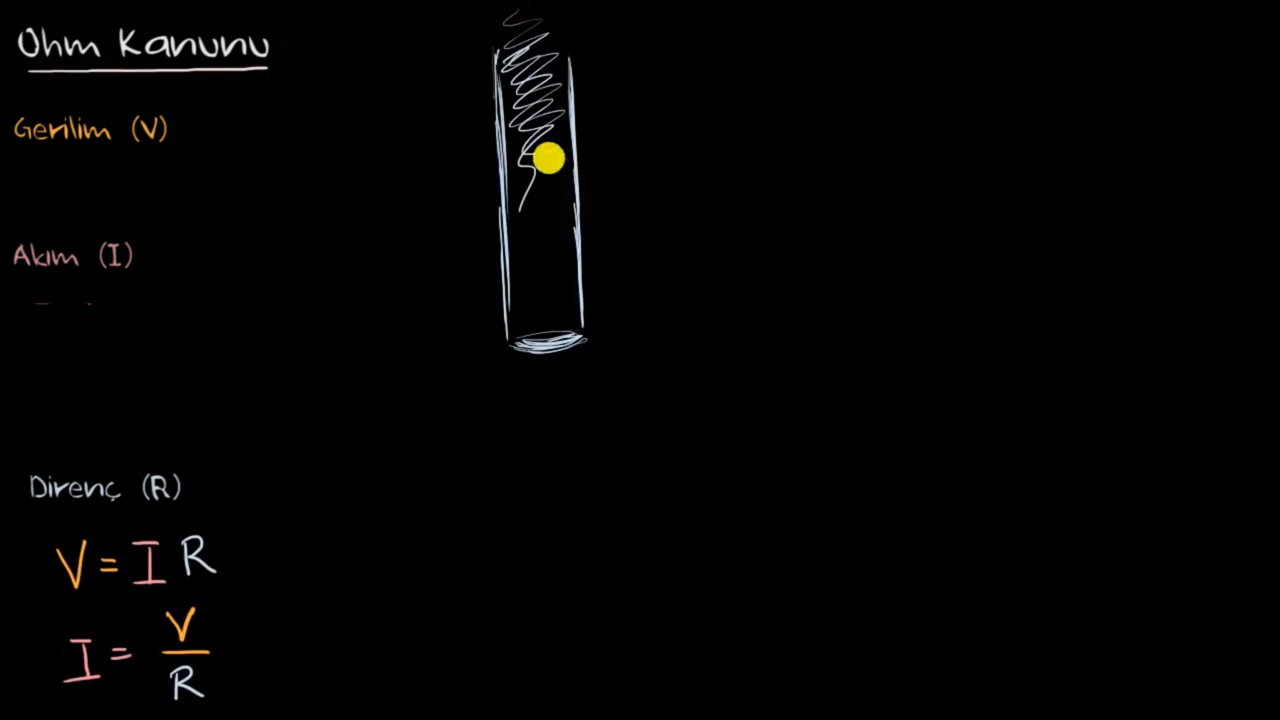 Ohm Kanunu
Gerilim (V)
Akım (I)
Direnç (R)
V = I R
I = V/R